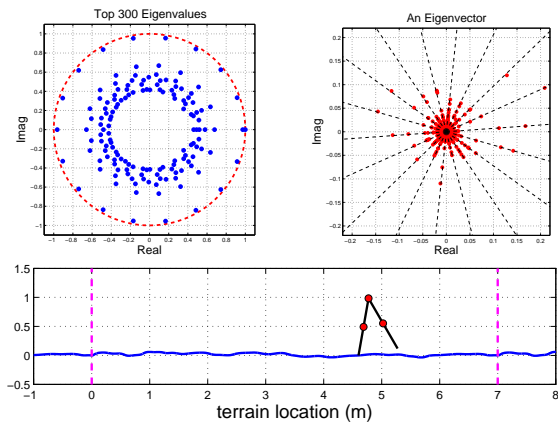 Top 300 Eigenvalues
1
0.8
0.6
0.4
0.2
0
−0.2
−0.4
−0.6
−0.8
−1
Imag
−1 −0.8 −0.6 −0.4 −0.2 0 0.2 0.4 0.6 0.8 1
Real
An Eigenvector
0.2
0.15
0.1
0.05
0
−0.05
−0.1
−0.15
−0.2
Imag
−0.2 −0.15 −0.1 −0.05 0 0.05 0.1 0.15 0.2
Real
1.5
1
0.5
0
−0.5
−1 0 1 2 3 4 5 6 7 8
terrain location (m)